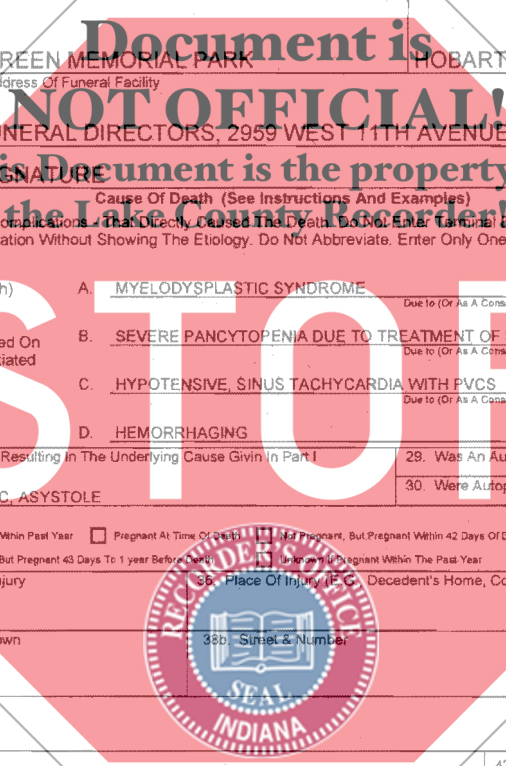 Document is
REEN MEMORIAL PARK HOBART
ddress Of Funeral Facility
NOT OFFICIAL!
UNERAL DIRECTORS, 2959 WEST 11TH AVENUE
is Document is the property
GNATURE
Cause Of Death (See Instructions And Examples)
the Lake County Recorder!
omplications - That Directly Caused The Death. Do Not Enter Terminal
ation Without Showing The Etiology. Do Not Abbreviate. Enter Only One
h) A. MYELODYSPLASTIC SYNDROME
Due to (Or As A Cons
ed On B. SEVERE PANCYTOPENIA DUE TO TREATMENT OF
tiated Due to (Or As A Cons
C. HYPOTENSIVE, SINUS TACHYCARDIA WITH PVCS
Due to (Or As A Cons
STOP
D. HEMORRHAGING
Resulting In The Underlying Cause Givin In Part I 29. Was An Au
30. Were Autop
C, ASYSTOLE
Within Past Year Pregnant At Time Of Death Not Pregnant, But Pregnant Within 42 Days Of D
But Pregnant 43 Days To 1 year Before Death Unknown If Pregnant Within The Past Year
njury 36. Place Of Injury (E.G. Decedent's Home, Co
RECORDER'S OFFICE
own 38b. Street & Number
SEAL
INDIANA